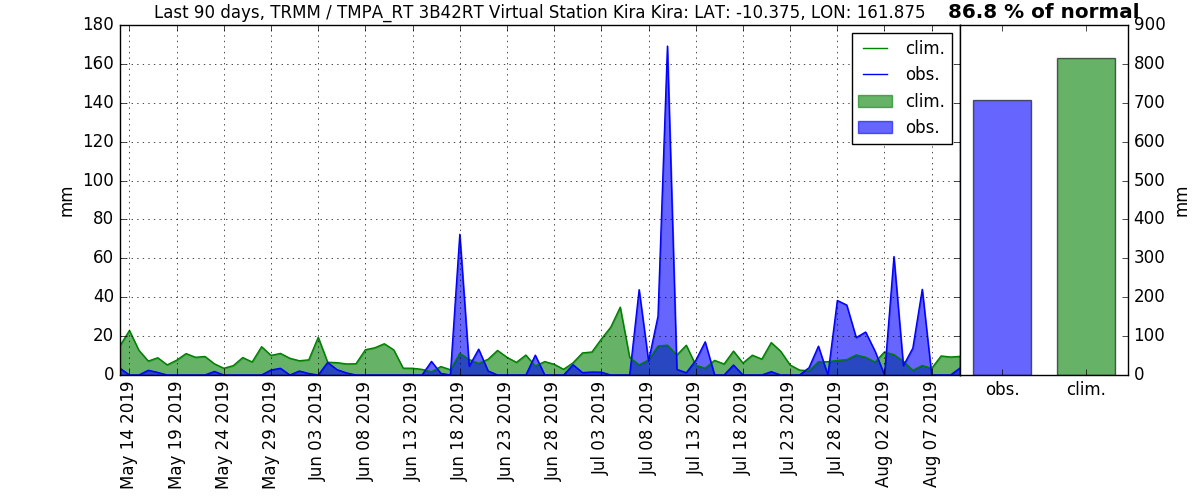 Last 90 days, TRMM / TMPA_RT 3B42RT Virtual Station Kira Kira: LAT: -10.375, LON: 161.875
86.8 % of normal
180
160
140
120
100
80
60
40
20
0
mm
clim.
obs.
clim.
obs.
May 14 2019
May 19 2019
May 24 2019
May 29 2019
Jun 03 2019
Jun 08 2019
Jun 13 2019
Jun 18 2019
Jun 23 2019
Jun 28 2019
Jul 03 2019
Jul 08 2019
Jul 13 2019
Jul 18 2019
Jul 23 2019
Jul 28 2019
Aug 02 2019
Aug 07 2019
900
800
700
600
500
400
300
200
100
0
mm
obs.
clim.